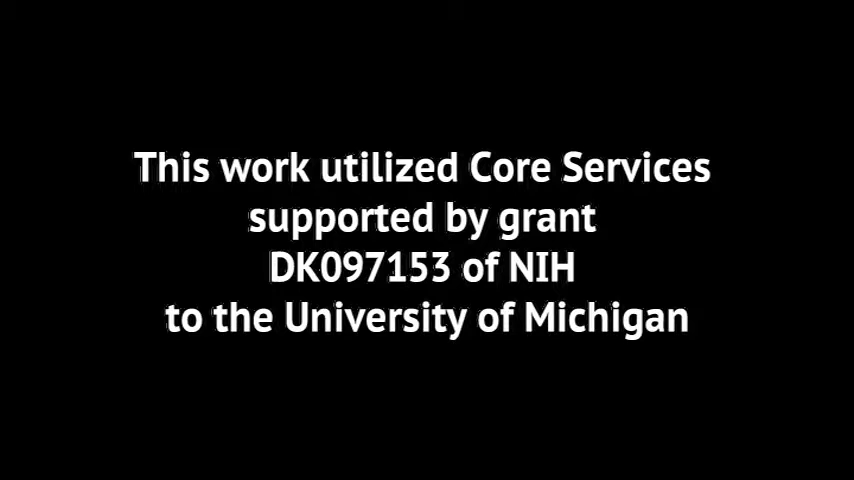 This work utilized Core Services
supported by grant
DK097153 of NIH
to the University of Michigan